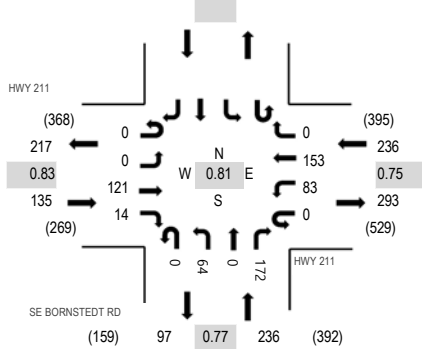 HWY 211
(368) 0 0 (395)
217 N 236
0 153
0.83 W 0.81 E 0.75
121 83
135 S 293
14 0
(269) (529)
0 64 0 172
HWY 211
SE BORNSTEDT RD
(159) 97 0.77 236 (392)